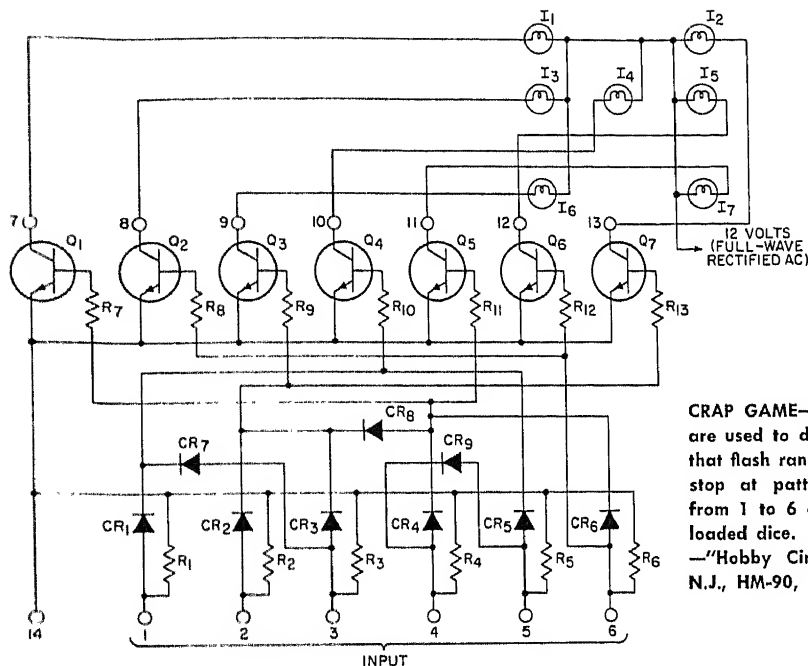 I1 I2
I3 I4 I5
I6 I7
7 8 9 10 11 12 13
Q1 Q2 Q3 Q4 Q5 Q6 Q7
12 VOLTS
(FULL-WAVE
RECTIFIED AC)
R7 R8 R9 R10 R11 R12 R13
CR8
CR7 CR9
CR1 CR2 CR3 CR4 CR5 CR6
R1 R2 R3 R4 R5 R6
14 1 2 3 4 5 6
INPUT
CRAP GAME—
are used to d
that flash ran
stop at patt
from 1 to 6
loaded dice.
—"Hobby Cir
N.J., HM-90,